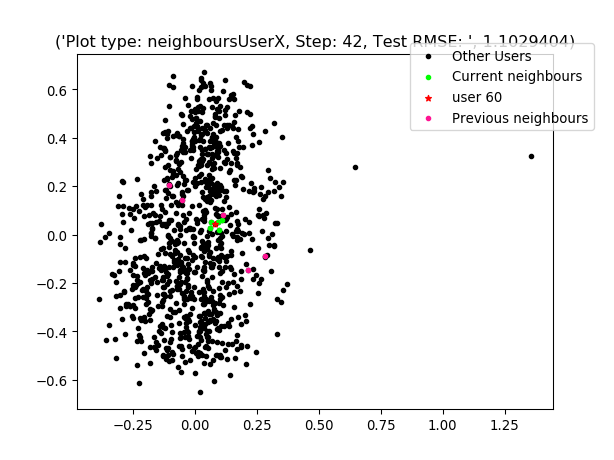 ('Plot type: neighboursUserX, Step: 42, Test RMSE: ', 1.1029404)
Other Users
Current neighbours
user 60
Previous neighbours
0.6
0.4
0.2
0.0
−0.2
−0.4
−0.6
−0.25 0.00 0.25 0.50 0.75 1.00 1.25